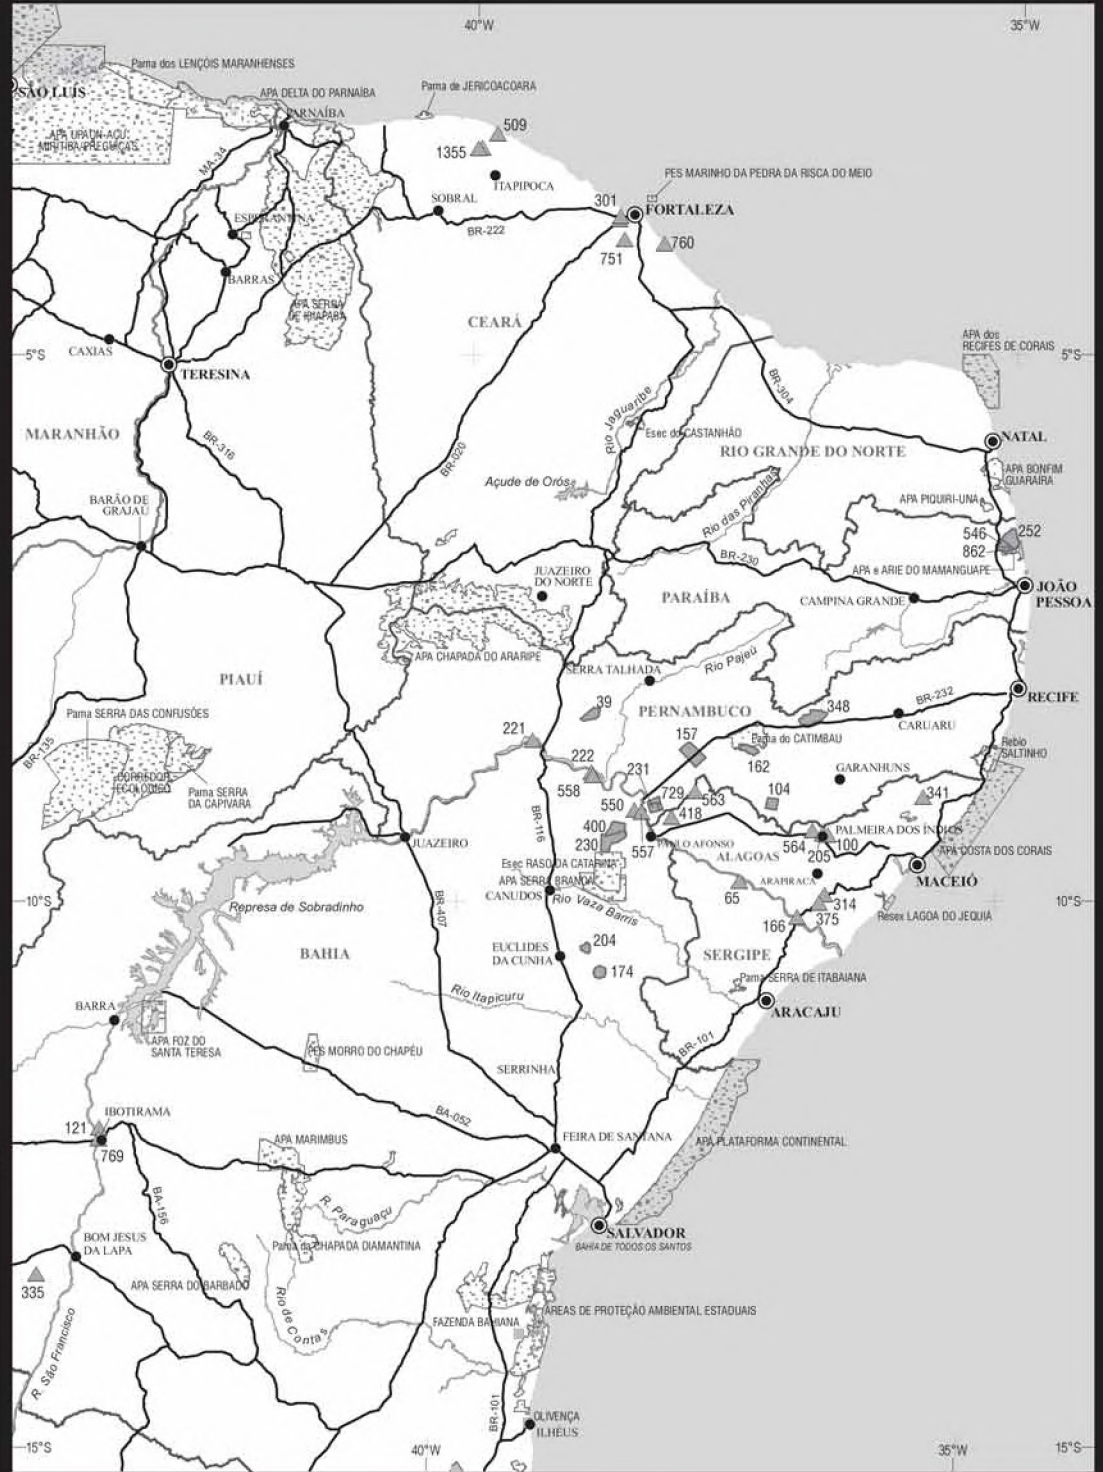 40°W
35°W
Parna dos LENÇÓIS MARANHENSES
SÃO LUÍS
APA DELTA DO PARNAÍBA
Parna de JERICOACOARA
PARNAÍBA
509
1355
APA UPAON-AÇU
MIRITIBA/PREGUIÇAS
MA-34
ITAPIPOCA
PES MARINHO DA PEDRA DA RISCA DO MEIO
SOBRAL
301
FORTALEZA
ESPERANTINA
BR-222
751
760
BARRAS
APA SERRA
DE IBIAPABA
CEARÁ
5°S
APA dos
RECIFES DE CORAIS
5°S
CAXIAS
TERESINA
BR-304
Rio Jaguaribe
MARANHÃO
BR-316
BR-020
Esec do CASTANHÃO
NATAL
RIO GRANDE DO NORTE
APA BONFIM
GUARAÍRA
Açude de Orós
BARÃO DE
GRAJAÚ
APA PIQUIRI-UNA
Rio das Piranhas
546
252
862
BR-230
APA e ARIE DO MAMANGUAPE
JUAZEIRO
DO NORTE
PARAÍBA
CAMPINA GRANDE
JOÃO
PESSOA
APA CHAPADA DO ARARIPE
SERRA TALHADA
Rio Pajeú
PIAUÍ
RECIFE
BR-232
Parna SERRA DAS CONFUSÕES
39
PERNAMBUCO
348
CARUARU
221
157
Parna do CATIMBAU
BR-135
Rebio
SALTINHO
222
231
162
GARANHUNS
CORREDOR
ECOLÓGICO
Parna SERRA
DA CAPIVARA
558
729
563
104
341
550
418
BR-116
400
PALMEIRA DOS ÍNDIOS
JUAZEIRO
230
557
PAULO AFONSO
564
100
APA COSTA DOS CORAIS
ALAGOAS
205
Esec RASO DA CATARINA
APA SERRA BRANCA
ARAPIRACA
MACEIÓ
CANUDOS
65
BR-407
Represa de Sobradinho
10°S
Rio Vaza Barris
314
375
166
Resex LAGOA DO JEQUIÁ
10°S
BAHIA
EUCLIDES
DA CUNHA
204
174
SERGIPE
Parna SERRA DE ITABAIANA
Rio Itapicuru
BARRA
ARACAJU
APA FOZ DO
SANTA TERESA
PES MORRO DO CHAPÉU
BR-101
SERRINHA
IBOTIRAMA
121
BA-052
769
APA MARIMBUS
FEIRA DE SANTANA
APA PLATAFORMA CONTINENTAL
BA-156
R. Paraguaçu
BOM JESUS
DA LAPA
SALVADOR
BAHIA DE TODOS OS SANTOS
Parna da CHAPADA DIAMANTINA
335
APA SERRA DO BARBADO
Rio de Contas
ÁREAS DE PROTEÇÃO AMBIENTAL ESTADUAIS
FAZENDA BAHIANA
R. São Francisco
BR-101
OLIVENÇA
ILHÉUS
15°S
40°W
35°W
15°S